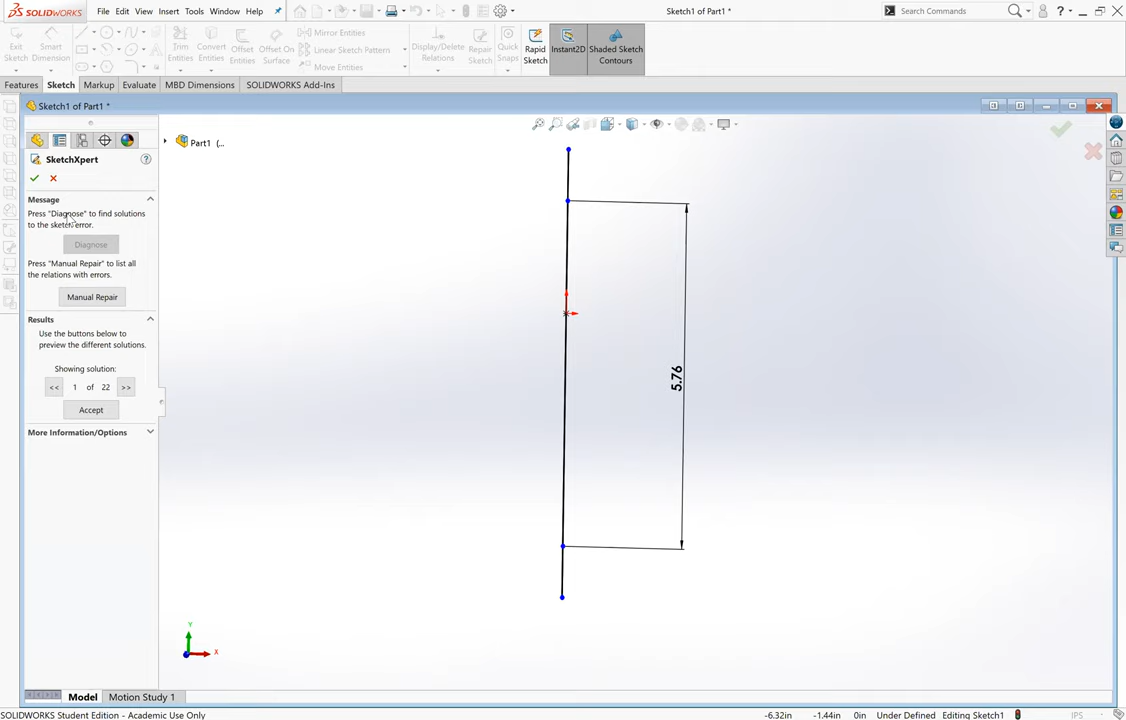 SOLIDWORKS
File Edit View Insert Tools Window Help
Sketch1 of Part1 *
Search Commands
Exit Sketch
Smart Dimension
Trim Entities
Convert Entities
Offset Entities
Offset On Surface
Mirror Entities
Linear Sketch Pattern
Move Entities
Display/Delete Relations
Repair Sketch
Quick Snaps
Rapid Sketch
Instant2D
Shaded Sketch Contours
Features Sketch Markup Evaluate MBD Dimensions SOLIDWORKS Add-Ins
Sketch1 of Part1 *
Part1 (...
SketchXpert
Message
Press "Diagnose" to find solutions
to the sketch error.
Diagnose
Press "Manual Repair" to list all
the relations with errors.
Manual Repair
Results
Use the buttons below to
preview the different solutions.
Showing solution:
<< 1 of 22 >>
Accept
More Information/Options
5.76
Y
X
Model Motion Study 1
SOLIDWORKS Student Edition - Academic Use Only
-6.32in -1.44in 0in Under Defined Editing Sketch1 IPS